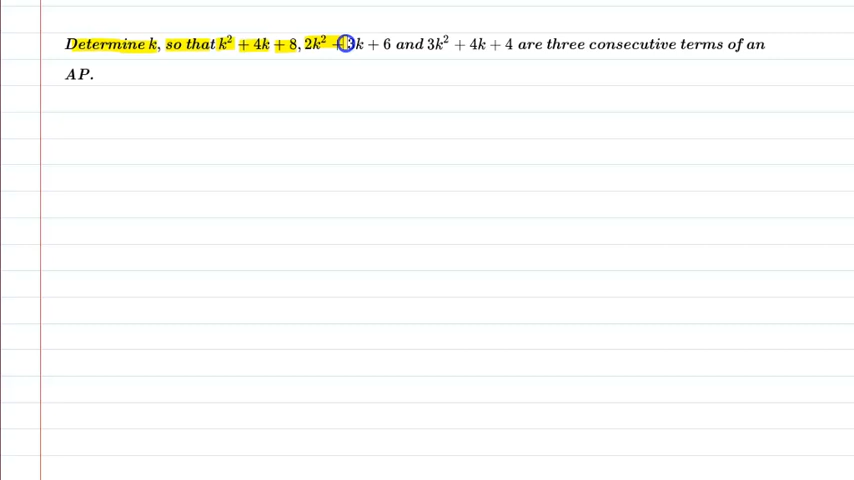 Determine k, so that k² + 4k + 8, 2k² + 3k + 6 and 3k² + 4k + 4 are three consecutive terms of an
AP.